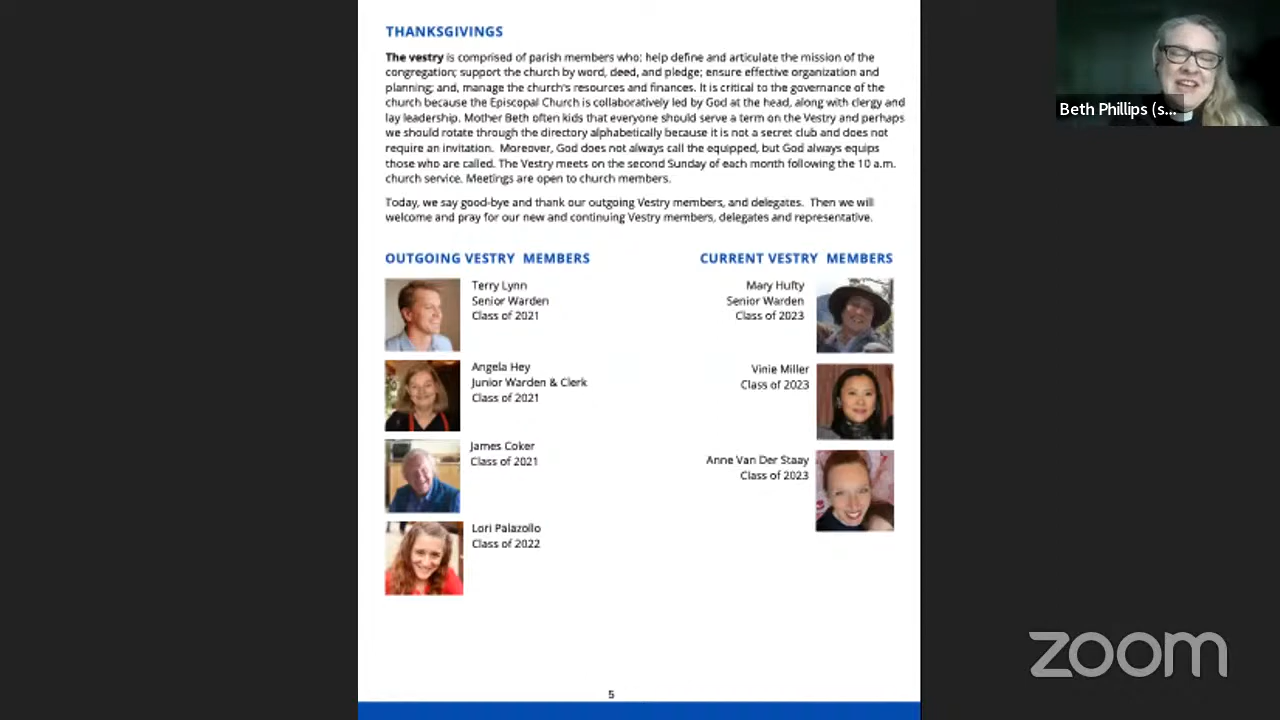 THANKSGIVINGS
The vestry is comprised of parish members who: help define and articulate the mission of the
congregation; support the church by word, deed, and pledge; ensure effective organization and
planning; and, manage the church's resources and finances. It is critical to the governance of the
church because the Episcopal Church is collaboratively led by God at the head, along with clergy and
lay leadership. Mother Beth often kids that everyone should serve a term on the Vestry and perhaps
we should rotate through the directory alphabetically because it is not a secret club and does not
require an invitation. Moreover, God does not always call the equipped, but God always equips
those who are called. The Vestry meets on the second Sunday of each month following the 10 a.m.
church service. Meetings are open to church members.
Today, we say good-bye and thank our outgoing Vestry members, and delegates. Then we will
welcome and pray for our new and continuing Vestry members, delegates and representative.
OUTGOING VESTRY MEMBERS
Terry Lynn
Senior Warden
Class of 2021
Angela Hey
Junior Warden & Clerk
Class of 2021
James Coker
Class of 2021
Lori Palazollo
Class of 2022
CURRENT VESTRY MEMBERS
Mary Hufty
Senior Warden
Class of 2023
Vinie Miller
Class of 2023
Anne Van Der Staay
Class of 2023
5
Beth Phillips (s...
zoom